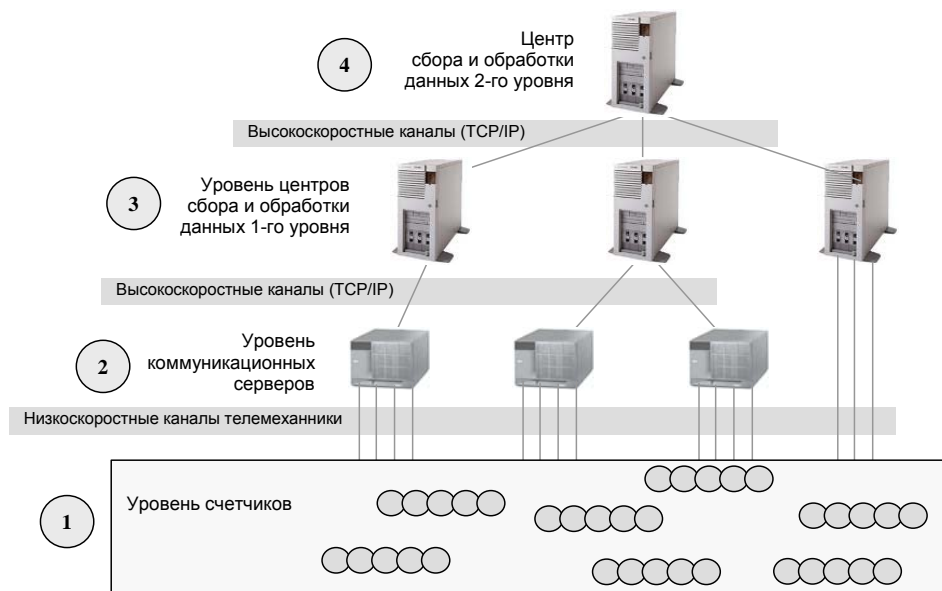 4
Центр
сбора и обработки
данных 2-го уровня
Высокоскоростные каналы (TCP/IP)
3
Уровень центров
сбора и обработки
данных 1-го уровня
Высокоскоростные каналы (TCP/IP)
2
Уровень
коммуникационных
серверов
Низкоскоростные каналы телемеханники
1
Уровень счетчиков